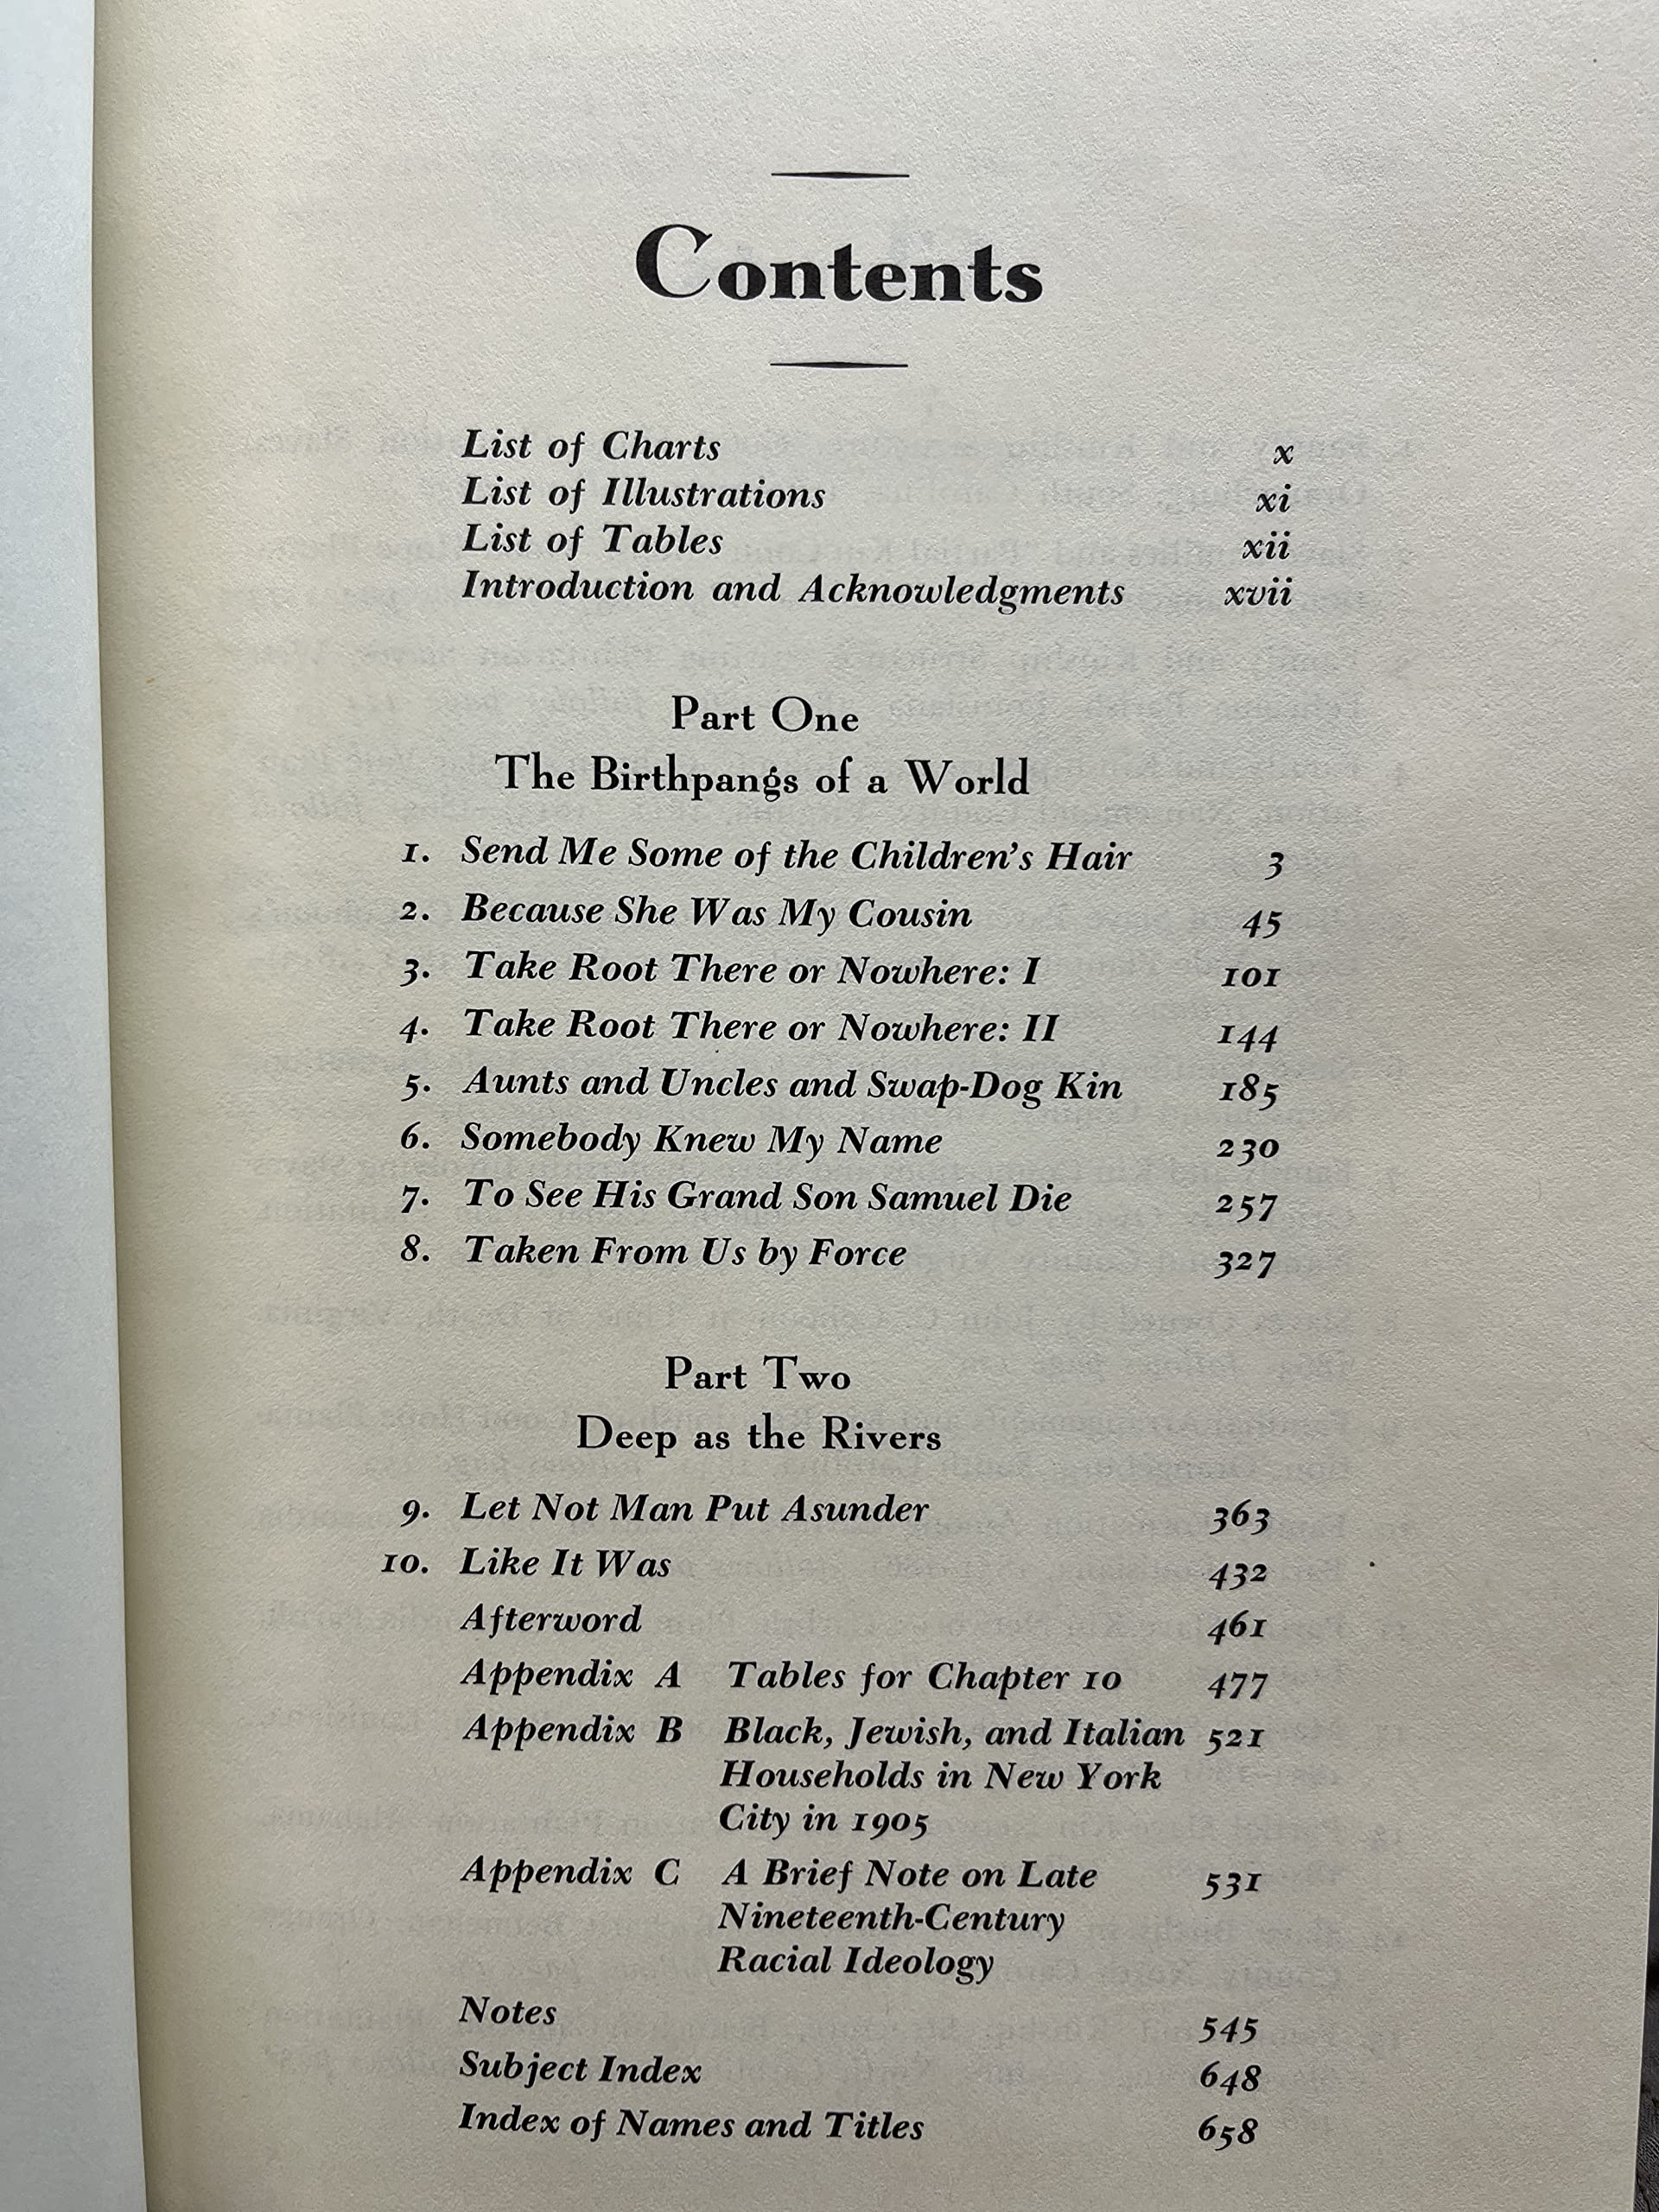 Contents
List of Charts x
List of Illustrations xi
List of Tables xii
Introduction and Acknowledgments xvii
Part One
The Birthpangs of a World
1. Send Me Some of the Children's Hair 3
2. Because She Was My Cousin 45
3. Take Root There or Nowhere: I 101
4. Take Root There or Nowhere: II 144
5. Aunts and Uncles and Swap-Dog Kin 185
6. Somebody Knew My Name 230
7. To See His Grand Son Samuel Die 257
8. Taken From Us by Force 327
Part Two
Deep as the Rivers
9. Let Not Man Put Asunder 363
10. Like It Was 432
Afterword 461
Appendix A Tables for Chapter 10 477
Appendix B Black, Jewish, and Italian 521
Households in New York
City in 1905
Appendix C A Brief Note on Late 531
Nineteenth-Century
Racial Ideology
Notes 545
Subject Index 648
Index of Names and Titles 658